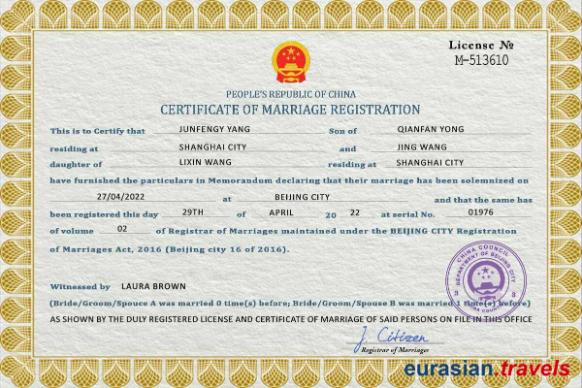 License №
M-513610
PEOPLE'S REPUBLIC OF CHINA
CERTIFICATE OF MARRIAGE REGISTRATION
This is to Certify that JUNFENGY YANG Son of QIANFAN YONG
residing at SHANGHAI CITY and JING WANG
daughter of LIXIN WANG residing at SHANGHAI CITY
have furnished the particulars in Memorandum declaring that their marriage has been solemnized on
27/04/2022 at BEIJING CITY and that the same has
been registered this day 29TH of APRIL 20 22 at serial No. 01976
of volume 02 of Registrar of Marriages maintained under the BEIJING CITY Registration
of Marriages Act, 2016 (Beijing city 16 of 2016).
CHINA COUNCIL
DEPARTMENT OF BEIJING CITY
CHINA COUNCIL
Witnessed by LAURA BROWN
(Bride/Groom/Spouce A was married 0 time(s) before; Bride/Groom/Spouse B was married 1 time(s) before)
AS SHOWN BY THE DULY REGISTERED LICENSE AND CERTIFICATE OF MARRIAGE OF SAID PERSONS ON FILE IN THIS OFFICE
J. Citizen
Registrar of Marriages
eurasian.travels